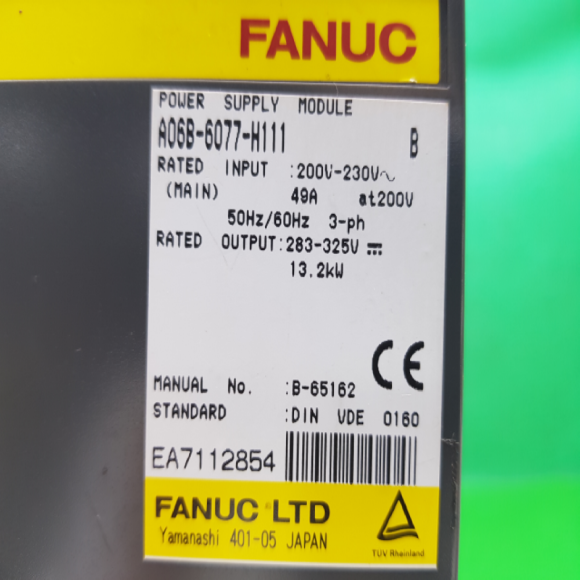 FANUC
POWER SUPPLY MODULE
A06B-6077-H111 B
RATED INPUT :200V-230V~
(MAIN) 49A at200V
50Hz/60Hz 3-ph
RATED OUTPUT:283-325V ⎓
13.2kW
CE
MANUAL No. :B-65162
STANDARD :DIN VDE 0160
EA7112854
FANUC LTD
Yamanashi 401-05 JAPAN
TUV Rheinland